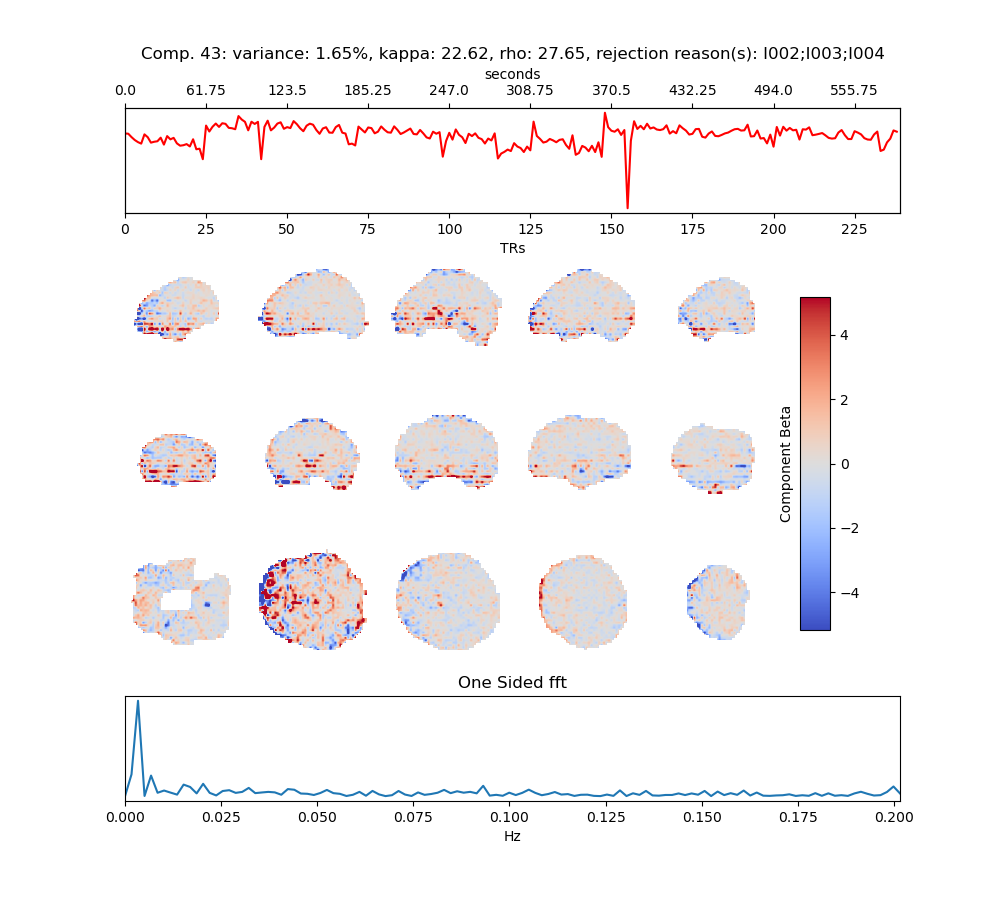 Comp. 43: variance: 1.65%, kappa: 22.62, rho: 27.65, rejection reason(s): I002;I003;I004
seconds
0.0 61.75 123.5 185.25 247.0 308.75 370.5 432.25 494.0 555.75
0 25 50 75 100 125 150 175 200 225
TRs
4
2
0
−2
−4
Component Beta
One Sided fft
0.000 0.025 0.050 0.075 0.100 0.125 0.150 0.175 0.200
Hz